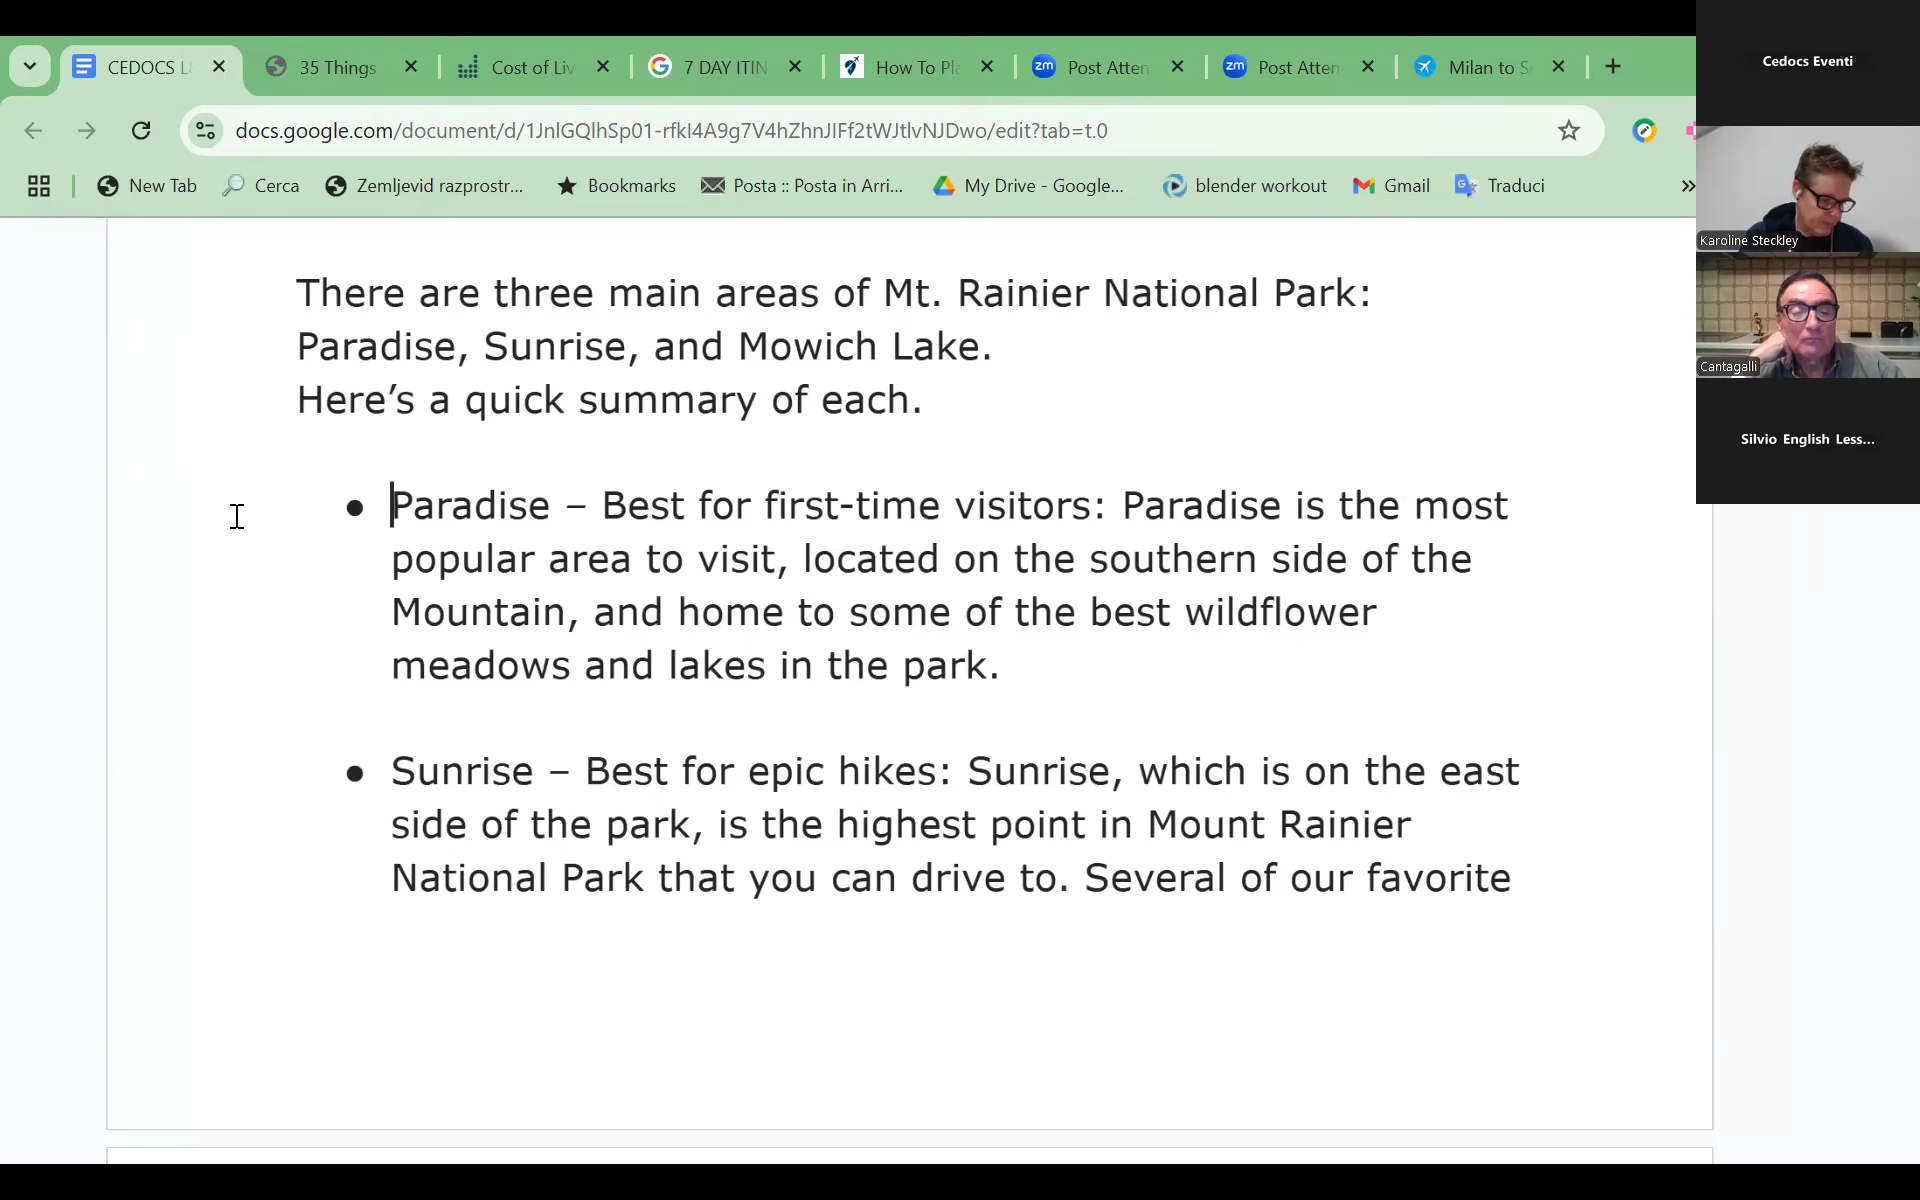 CEDOCS L
35 Things
Cost of Liv
7 DAY ITIN
How To Pla
Post Atten
Post Atten
Milan to S
docs.google.com/document/d/1JnlGQlhSp01-rfkI4A9g7V4hZhnJIFf2tWJtlvNJDwo/edit?tab=t.0
New Tab
Cerca
Zemljevid razprostr...
Bookmarks
Posta :: Posta in Arri...
My Drive - Google...
blender workout
Gmail
Traduci
There are three main areas of Mt. Rainier National Park:
Paradise, Sunrise, and Mowich Lake.
Here’s a quick summary of each.
● Paradise – Best for first-time visitors: Paradise is the most
popular area to visit, located on the southern side of the
Mountain, and home to some of the best wildflower
meadows and lakes in the park.
● Sunrise – Best for epic hikes: Sunrise, which is on the east
side of the park, is the highest point in Mount Rainier
National Park that you can drive to. Several of our favorite
Cedocs Eventi
Karoline Steckley
Cantagalli
Silvio English Less...